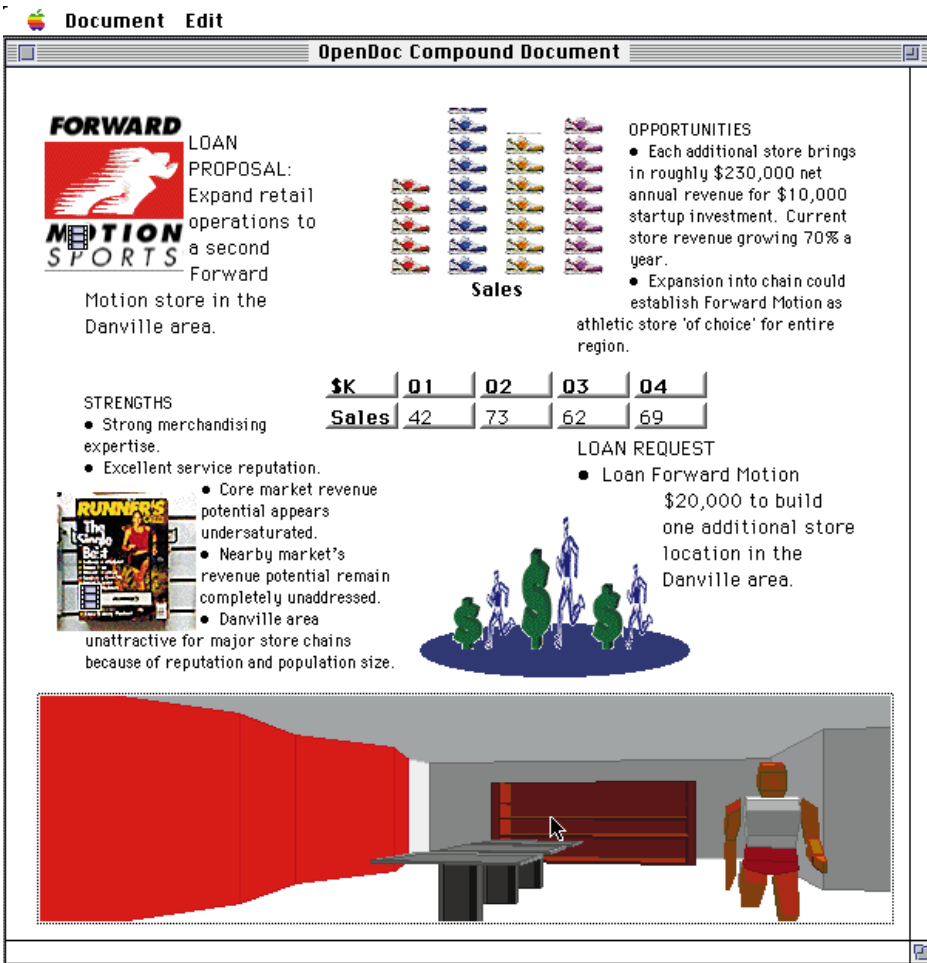 Document Edit
OpenDoc Compound Document
FORWARD
MOTION
SPORTS
LOAN
PROPOSAL:
Expand retail
operations to
a second
Forward
Motion store in the
Danville area.
Sales
OPPORTUNITIES
● Each additional store brings
in roughly $230,000 net
annual revenue for $10,000
startup investment. Current
store revenue growing 70% a
year.
● Expansion into chain could
establish Forward Motion as
athletic store 'of choice' for entire
region.
$K Q1 Q2 Q3 Q4
Sales 42 73 62 69
STRENGTHS
● Strong merchandising
expertise.
● Excellent service reputation.
● Core market revenue
potential appears
undersaturated.
● Nearby market's
revenue potential remain
completely unaddressed.
● Danville area
unattractive for major store chains
because of reputation and population size.
RUNNER'S
The
Single
Best
LOAN REQUEST
● Loan Forward Motion
$20,000 to build
one additional store
location in the
Danville area.